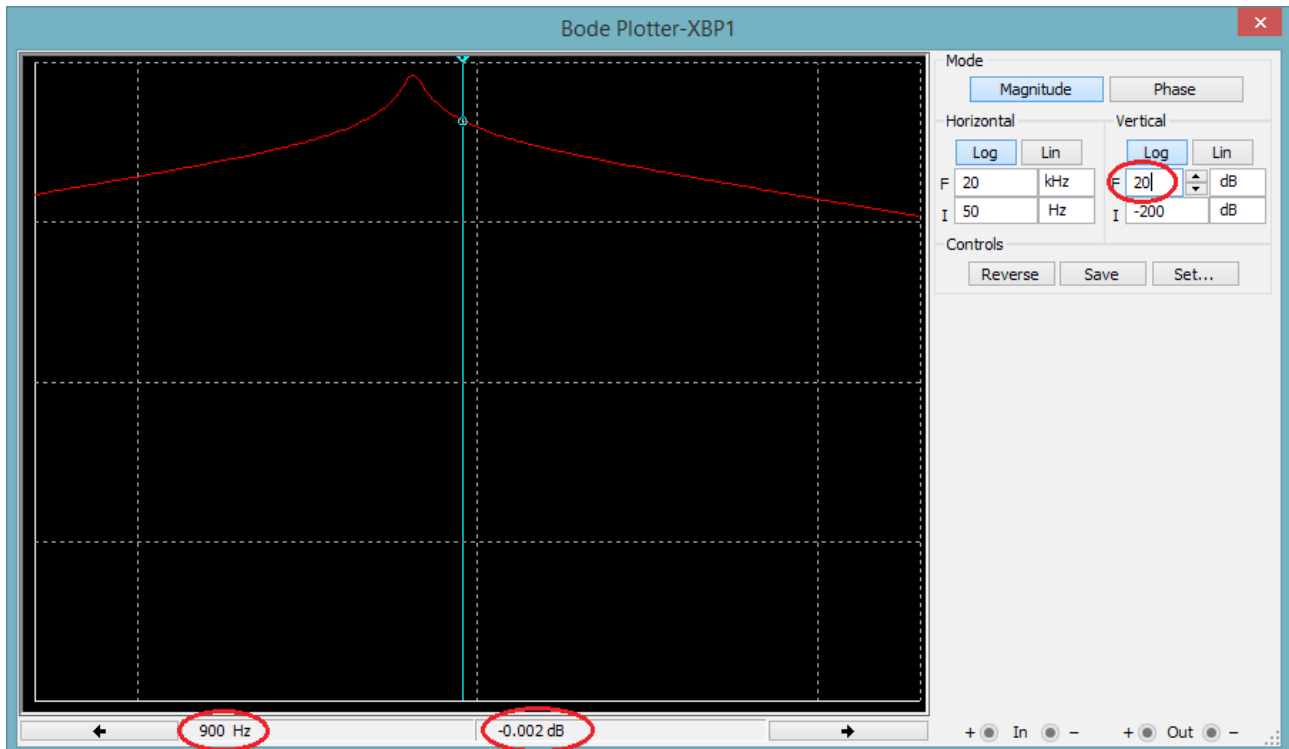 Bode Plotter-XBP1
×
Mode
Magnitude Phase
Horizontal Vertical
Log Lin Log Lin
F 20 kHz F 20 dB
I 50 Hz I -200 dB
Controls
Reverse Save Set...
900 Hz -0.002 dB + In - + Out -